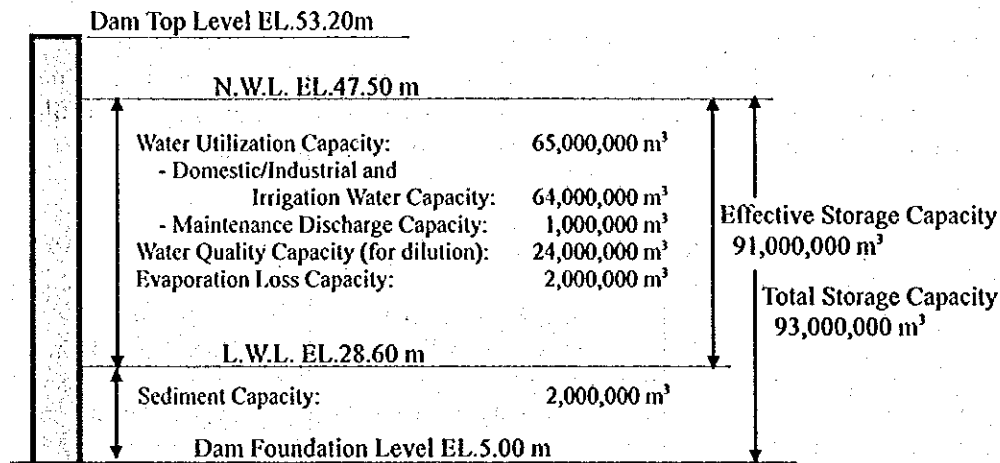 Dam Top Level EL.53.20m
N.W.L. EL.47.50 m
Water Utilization Capacity: 65,000,000 m³
- Domestic/Industrial and
Irrigation Water Capacity: 64,000,000 m³
- Maintenance Discharge Capacity: 1,000,000 m³
Water Quality Capacity (for dilution): 24,000,000 m³
Evaporation Loss Capacity: 2,000,000 m³
Effective Storage Capacity
91,000,000 m³
Total Storage Capacity
93,000,000 m³
L.W.L. EL.28.60 m
Sediment Capacity: 2,000,000 m³
Dam Foundation Level EL.5.00 m